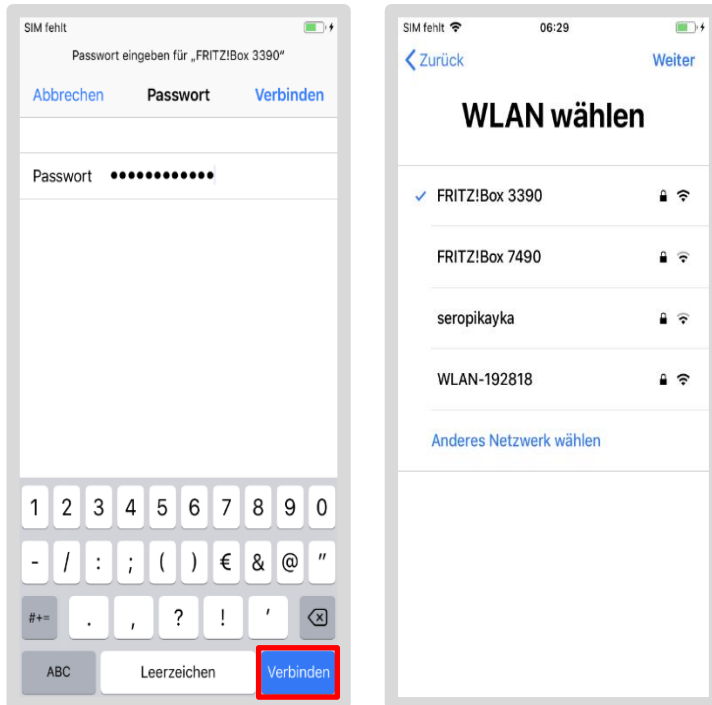 SIM fehlt
Passwort eingeben für „FRITZ!Box 3390“
Abbrechen Passwort Verbinden
Passwort ••••••••••••
1 2 3 4 5 6 7 8 9 0
- / : ; ( ) € & @ "
#+= . , ? ! '
ABC Leerzeichen Verbinden
SIM fehlt 06:29
Zurück Weiter
WLAN wählen
FRITZ!Box 3390
FRITZ!Box 7490
seropikayka
WLAN-192818
Anderes Netzwerk wählen